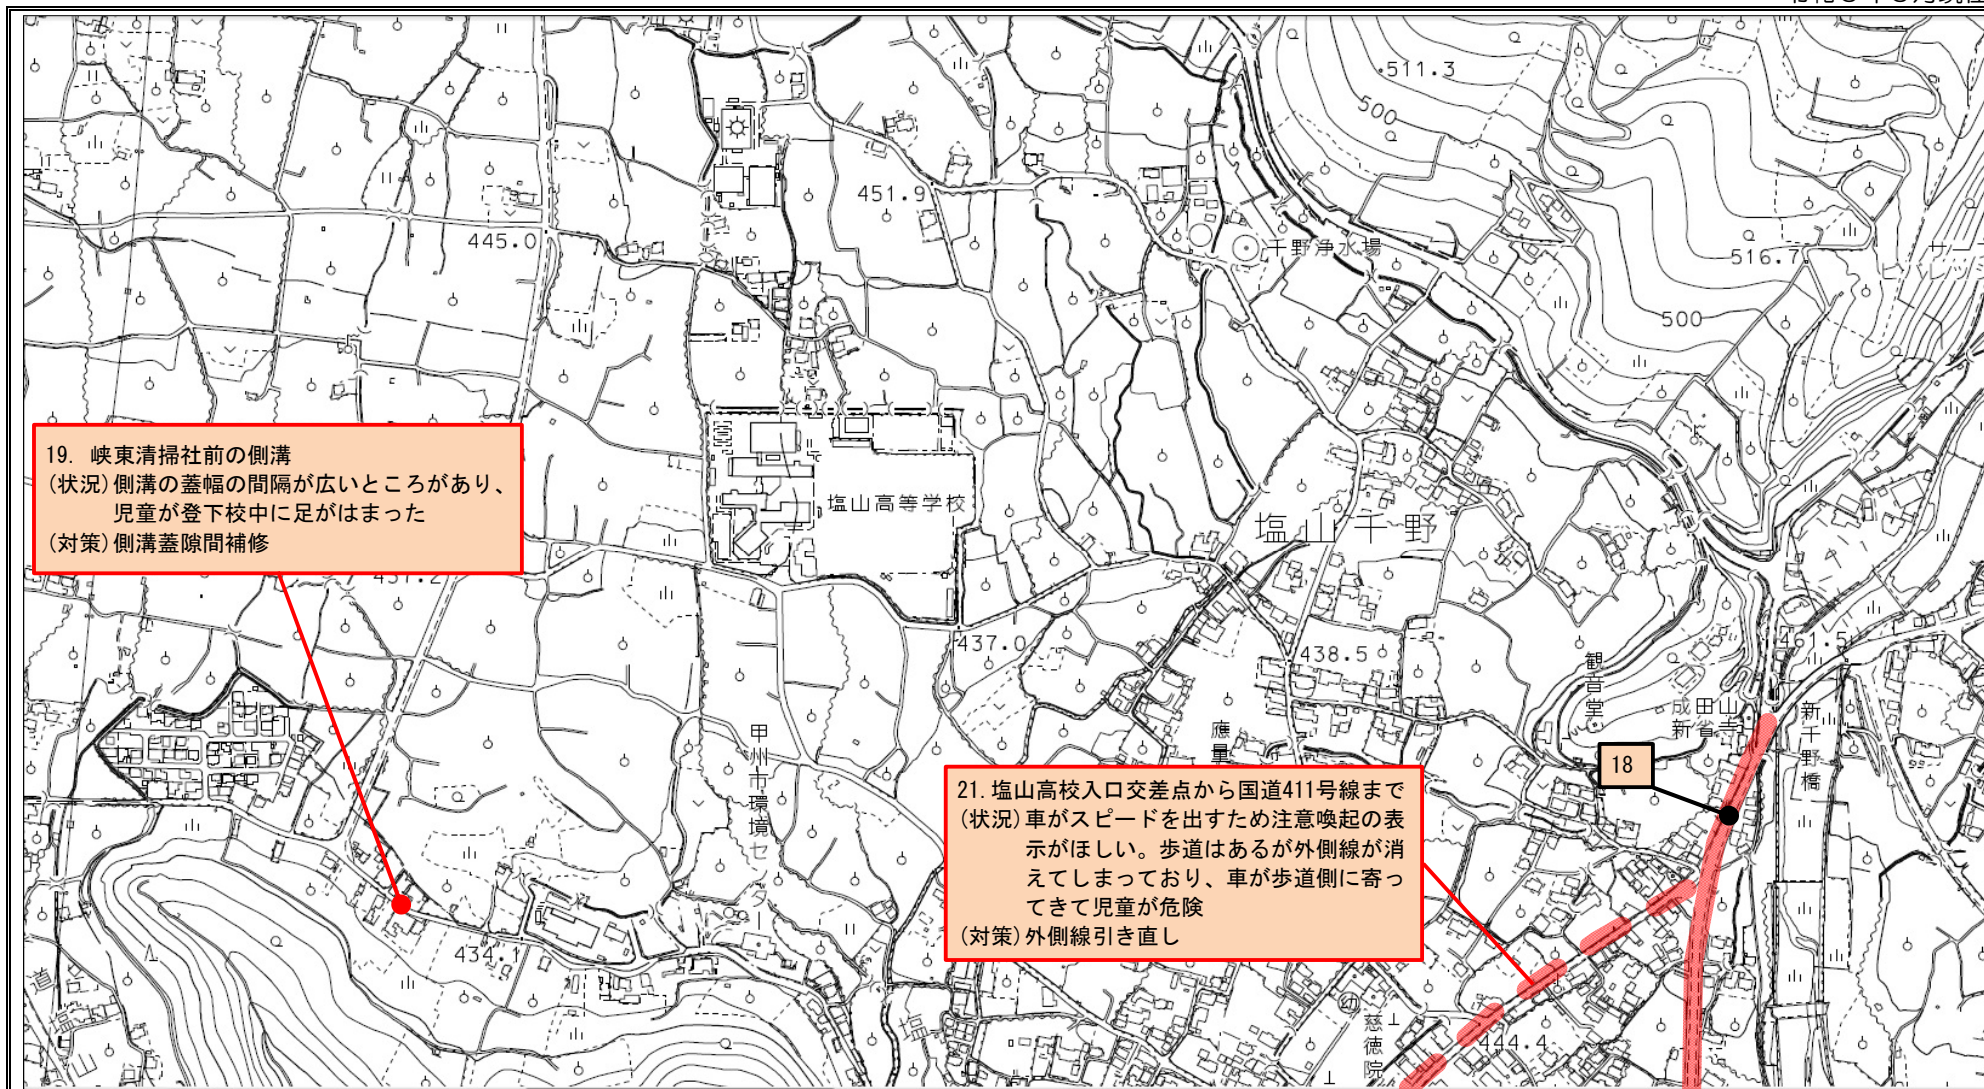 511.3
500
451.9
445.0
千野浄水場
516.7
500
19. 峡東清掃社前の側溝
(状況)側溝の蓋幅の間隔が広いところがあり、
児童が登下校中に足がはまった
(対策)側溝蓋隙間補修
塩山高等学校
塩山千野
437.0
438.5
461.5
観音堂
成田山
新省寺
新千野橋
甲州市環境センター
應量
18
21. 塩山高校入口交差点から国道411号線まで
(状況)車がスピードを出すため注意喚起の表
示がほしい。歩道はあるが外側線が消
えてしまっており、車が歩道側に寄っ
てきて児童が危険
(対策)外側線引き直し
434.1
道
塩
慈徳院
444.4